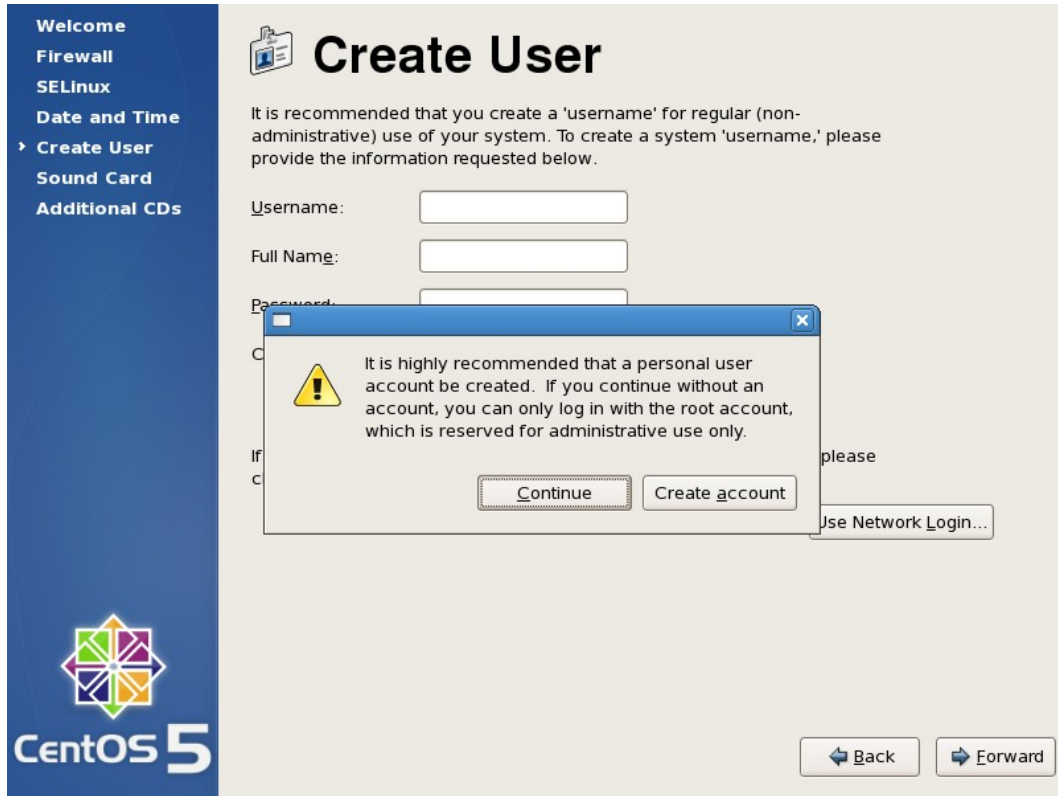 Welcome
Firewall
SELinux
Date and Time
Create User
Sound Card
Additional CDs
CentOS 5
Create User
It is recommended that you create a 'username' for regular (non-
administrative) use of your system. To create a system 'username,' please
provide the information requested below.
Username:
Full Name:
Password:
It is highly recommended that a personal user
account be created. If you continue without an
account, you can only log in with the root account,
which is reserved for administrative use only.
Continue
Create account
If
please
Use Network Login...
Back
Forward